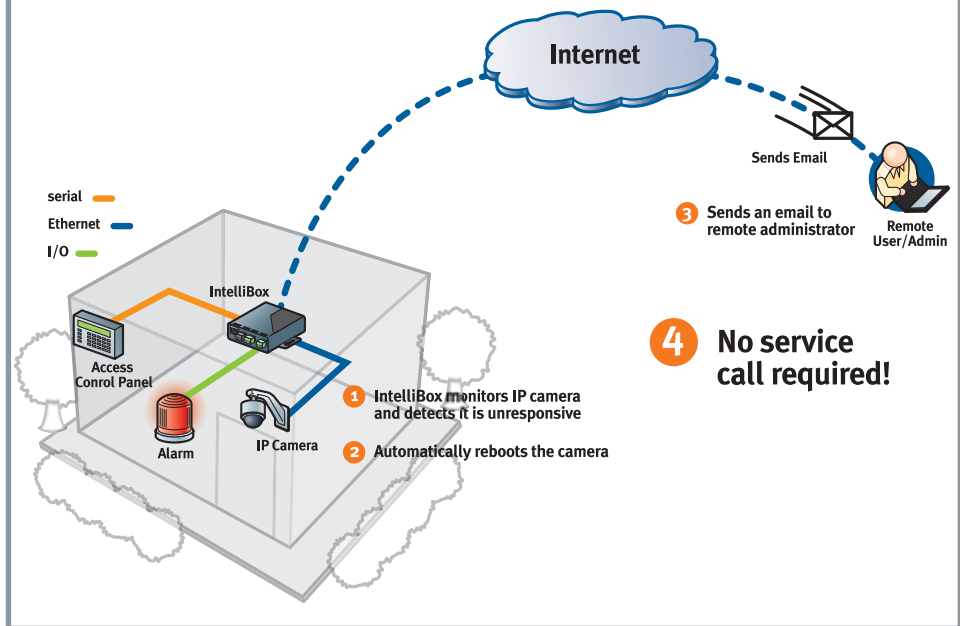 Internet
Sends Email
serial
Ethernet
I/O
3 Sends an email to
remote administrator
Remote
User/Admin
IntelliBox
4 No service
call required!
Access
Conrol Panel
1 IntelliBox monitors IP camera
and detects it is unresponsive
Alarm
IP Camera
2 Automatically reboots the camera